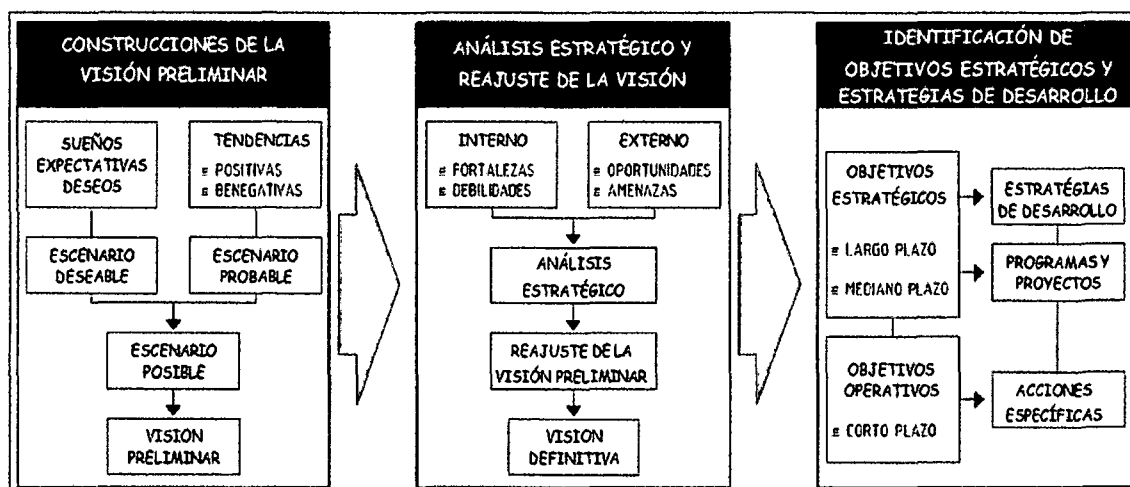 CONSTRUCCIONES DE LA
VISIÓN PRELIMINAR
SUEÑOS
EXPECTATIVAS
DESEOS
TENDENCIAS
POSITIVAS
BENEGATIVAS
ESCENARIO
DESEABLE
ESCENARIO
PROBABLE
ESCENARIO
POSIBLE
VISION
PRELIMINAR
ANÁLISIS ESTRATÉGICO Y
REAJUSTE DE LA VISIÓN
INTERNO
FORTALEZAS
DEBILIDADES
EXTERNO
OPORTUNIDADES
AMENAZAS
ANÁLISIS
ESTRATÉGICO
REAJUSTE DE LA
VISIÓN PRELIMINAR
VISION
DEFINITIVA
IDENTIFICACIÓN DE
OBJETIVOS ESTRATÉGICOS Y
ESTRATEGIAS DE DESARROLLO
OBJETIVOS
ESTRATÉGICOS
LARGO PLAZO
MEDIANO PLAZO
ESTRATÉGIAS
DE DESARROLLO
PROGRAMAS Y
PROYECTOS
OBJETIVOS
OPERATIVOS
CORTO PLAZO
ACCIONES
ESPECÍFICAS